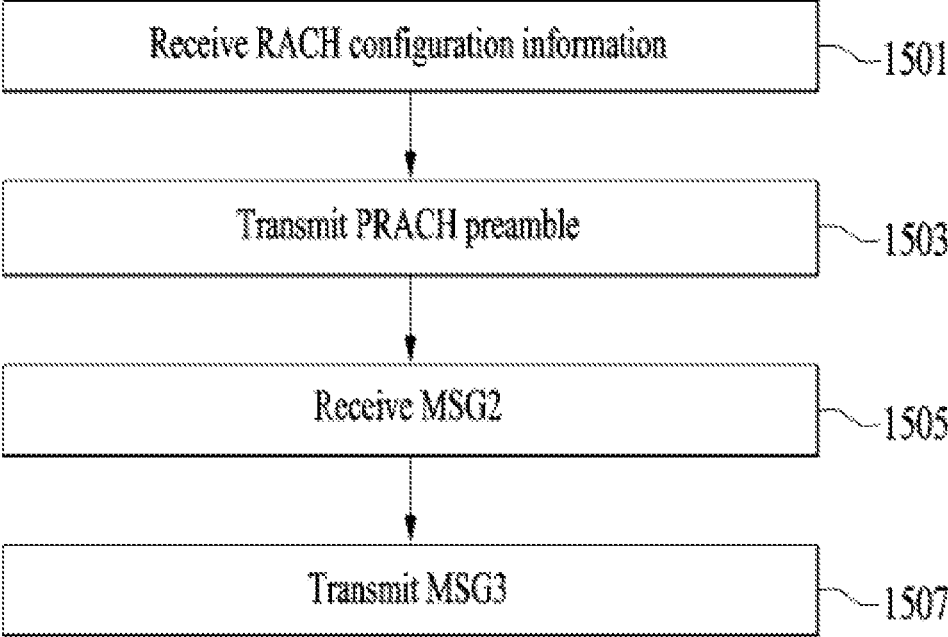 Receive RACH configuration information
1501
Transmit PRACH preamble
1503
Receive MSG2
1505
Transmit MSG3
1507